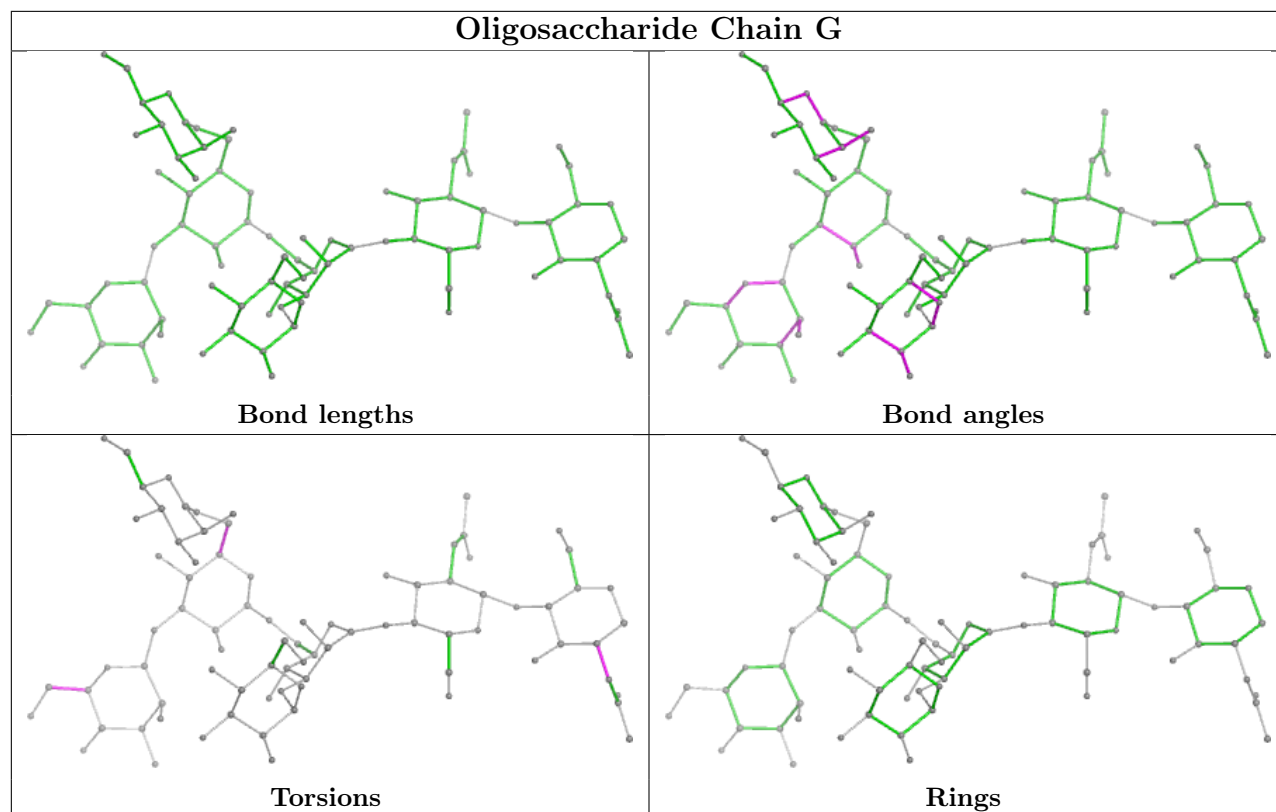 Oligosaccharide Chain G
Bond lengths
Bond angles
Torsions
Rings